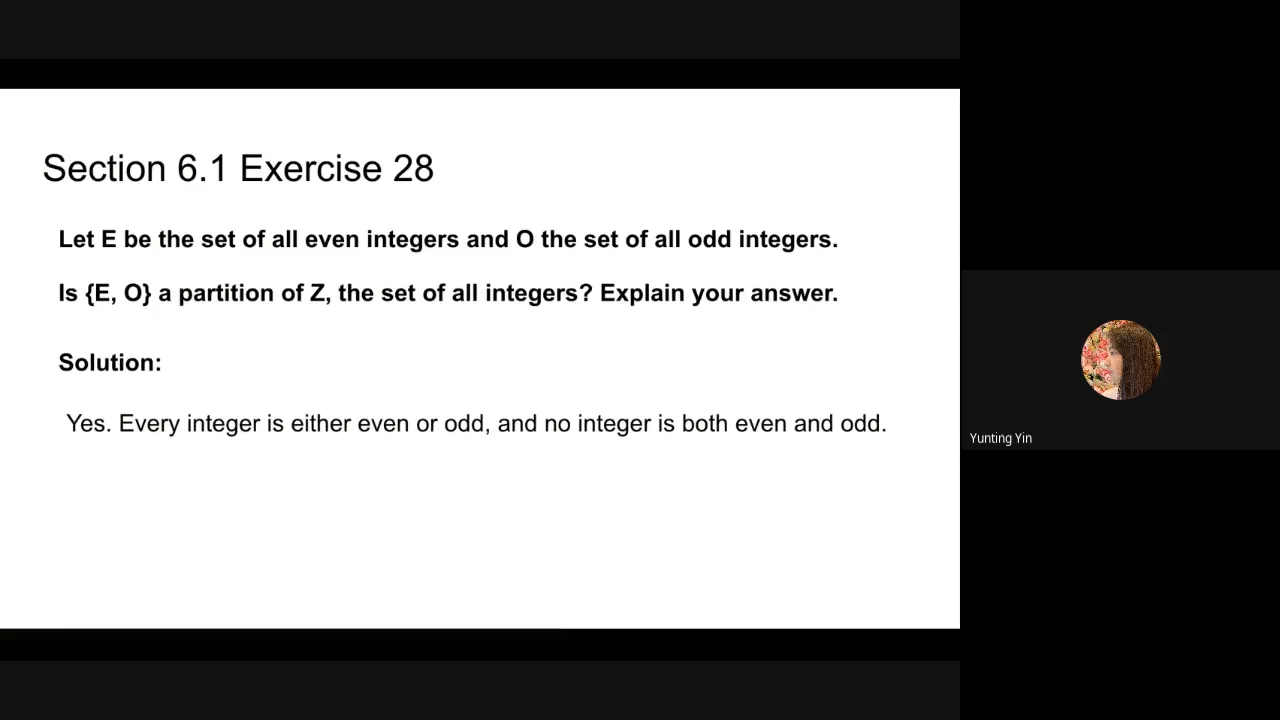 Section 6.1 Exercise 28
Let E be the set of all even integers and O the set of all odd integers.
Is {E, O} a partition of Z, the set of all integers? Explain your answer.
Solution:
Yes. Every integer is either even or odd, and no integer is both even and odd.
Yunting Yin